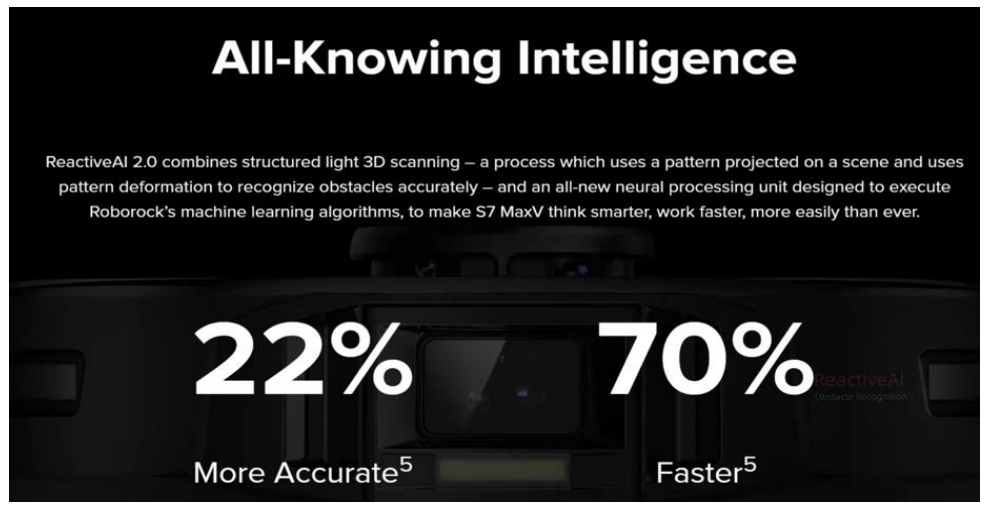 All-Knowing Intelligence
ReactiveAI 2.0 combines structured light 3D scanning – a process which uses a pattern projected on a scene and uses
pattern deformation to recognize obstacles accurately – and an all-new neural processing unit designed to execute
Roborock's machine learning algorithms, to make S7 MaxV think smarter, work faster, more easily than ever.
22% 70%
ReactiveAI
Obstacle Recognition
More Accurate⁵ Faster⁵